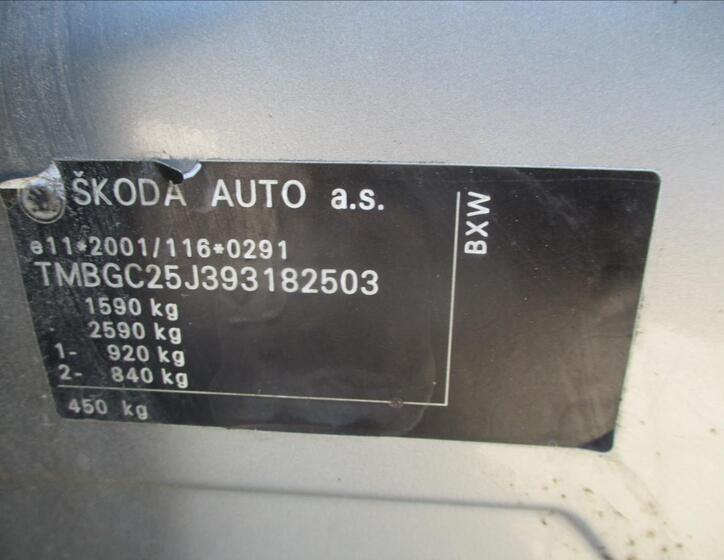 ŠKODA AUTO a.s.
e11*2001/116*0291
TMBGC25J393182503
1590 kg
2590 kg
1- 920 kg
2- 840 kg
450 kg
BXW